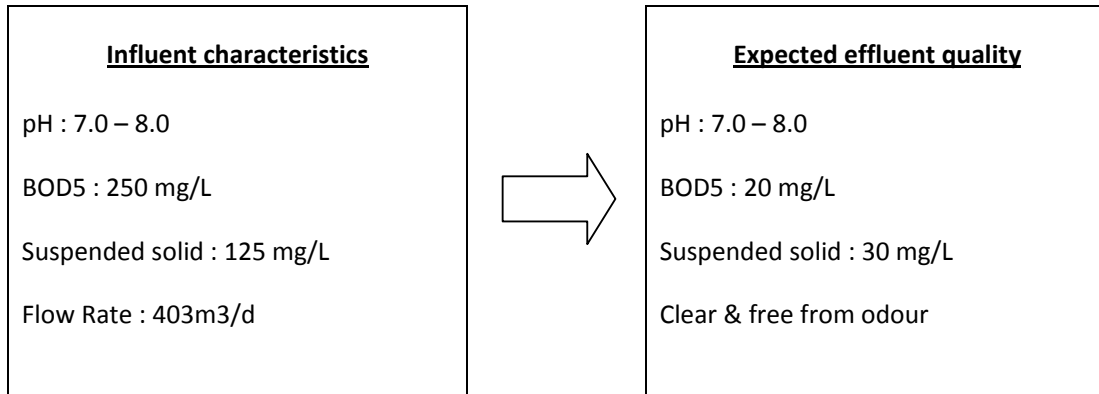 Influent characteristics
pH : 7.0 – 8.0
BOD5 : 250 mg/L
Suspended solid : 125 mg/L
Flow Rate : 403m3/d
Expected effluent quality
pH : 7.0 – 8.0
BOD5 : 20 mg/L
Suspended solid : 30 mg/L
Clear & free from odour